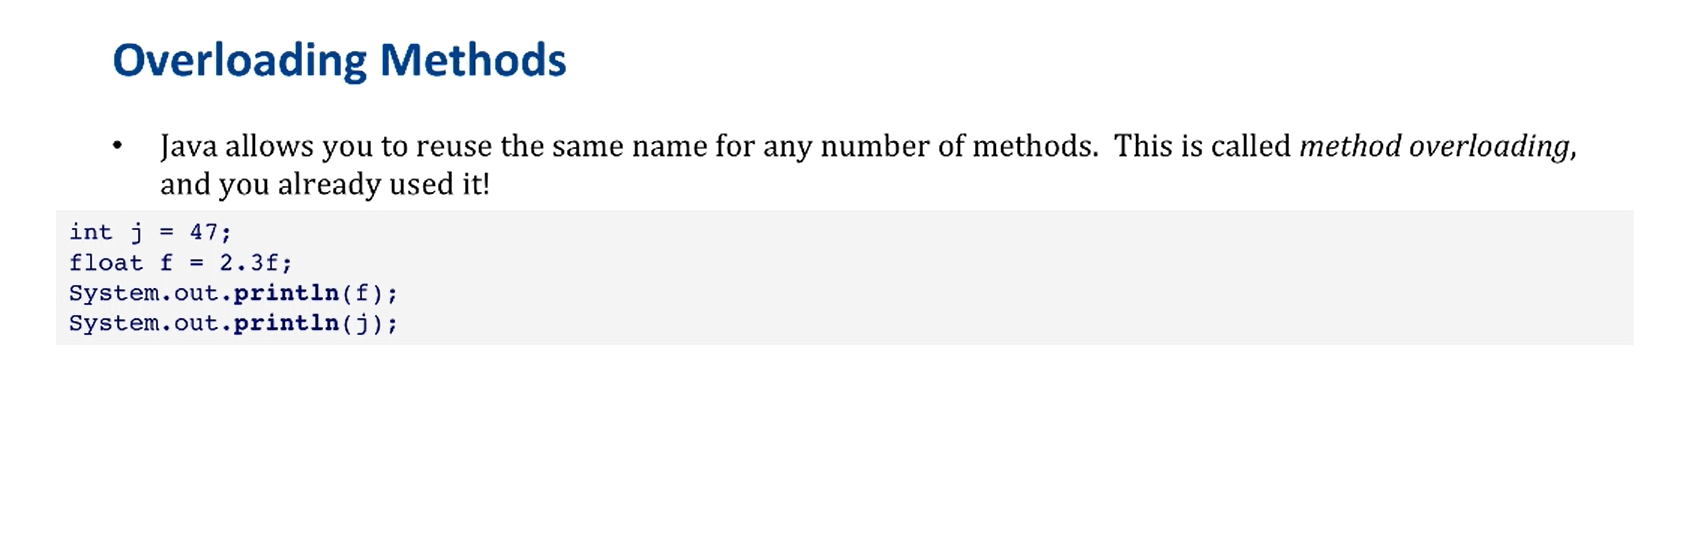 Overloading Methods
• Java allows you to reuse the same name for any number of methods.  This is called method overloading,
and you already used it!
int j = 47;
float f = 2.3f;
System.out.println(f);
System.out.println(j);